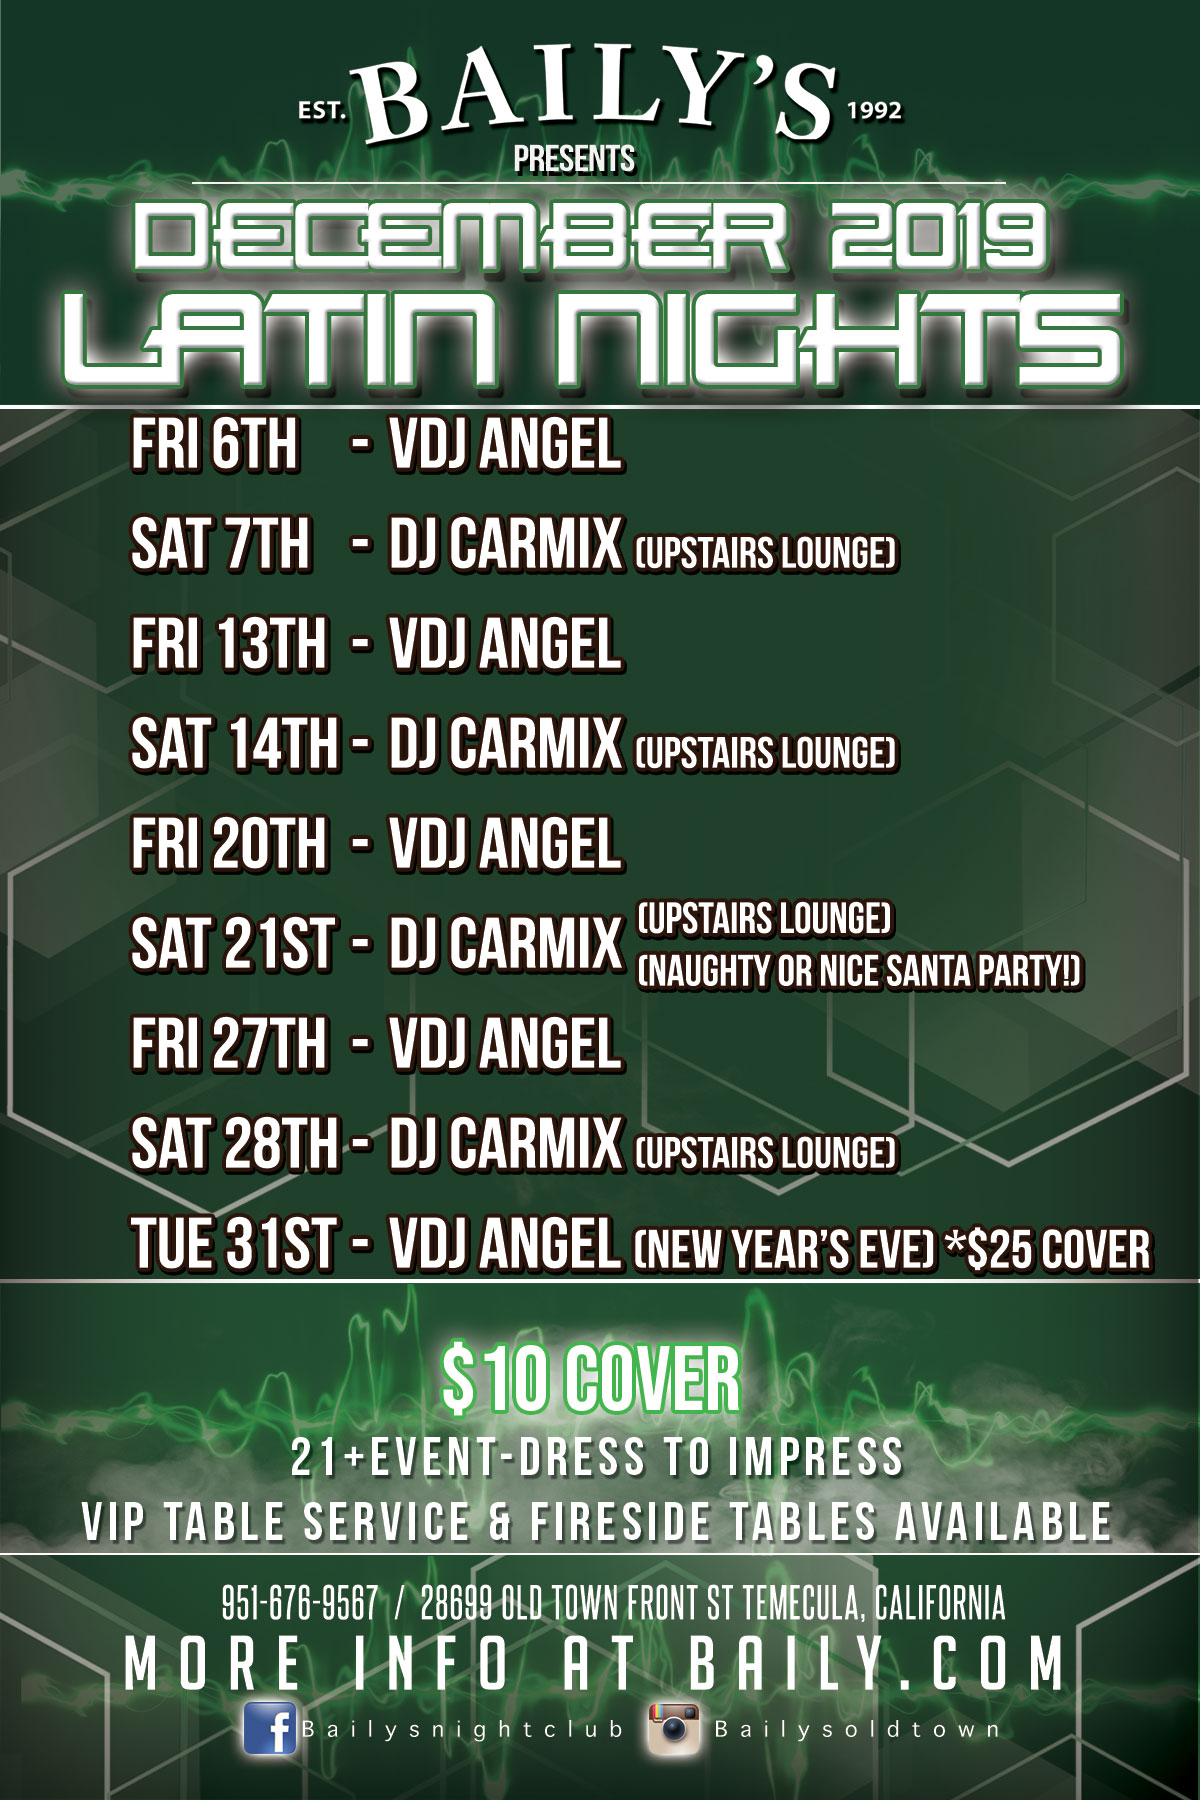 EST. BAILY'S 1992
PRESENTS
DECEMBER 2019
LATIN NIGHTS
FRI 6TH - VDJ ANGEL
SAT 7TH - DJ CARMIX (UPSTAIRS LOUNGE)
FRI 13TH - VDJ ANGEL
SAT 14TH - DJ CARMIX (UPSTAIRS LOUNGE)
FRI 20TH - VDJ ANGEL
SAT 21ST - DJ CARMIX (UPSTAIRS LOUNGE)
(NAUGHTY OR NICE SANTA PARTY!)
FRI 27TH - VDJ ANGEL
SAT 28TH - DJ CARMIX (UPSTAIRS LOUNGE)
TUE 31ST - VDJ ANGEL (NEW YEAR'S EVE) *$25 COVER
$10 COVER
21+EVENT-DRESS TO IMPRESS
VIP TABLE SERVICE & FIRESIDE TABLES AVAILABLE
951-676-9567 / 28699 OLD TOWN FRONT ST TEMECULA, CALIFORNIA
MORE INFO AT BAILY.COM
f Bailysnightclub Bailysoldtown